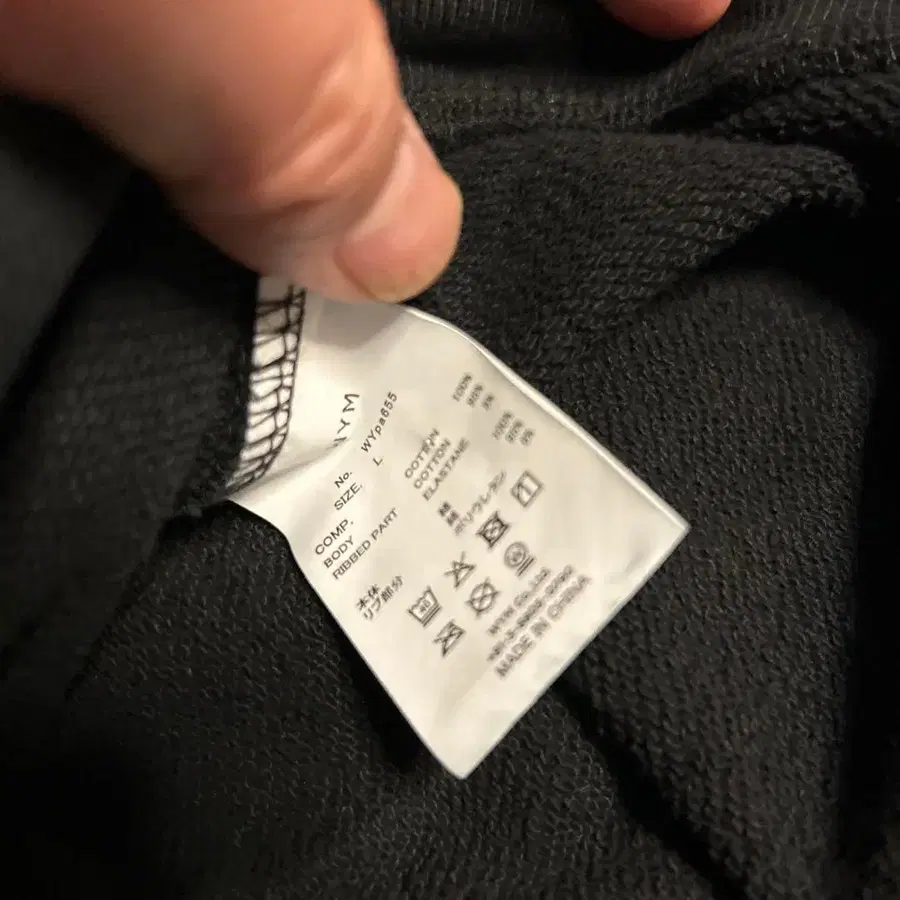 No. WYpa655
SIZE. L
COMP.
BODY COTTON 100%
RIBBED PART COTTON 95%
ELASTANE 5%
本体 綿 100%
リブ部分 綿 95%
ポリウレタン 5%
40
MADE IN CHINA